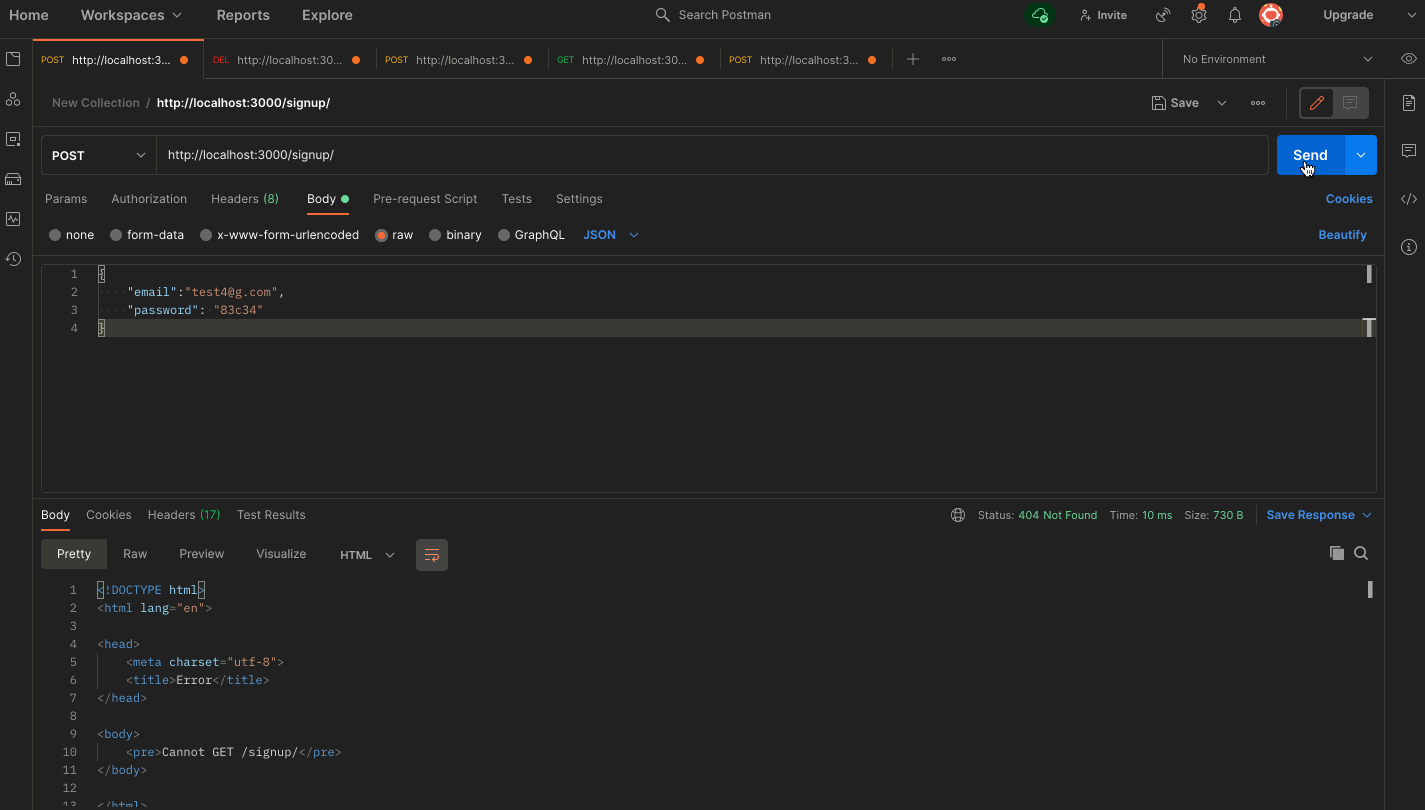 Home Workspaces Reports Explore Search Postman Invite Upgrade
POST http://localhost:3... DEL http://localhost:30... POST http://localhost:3... GET http://localhost:30... POST http://localhost:3... No Environment
New Collection / http://localhost:3000/signup/ Save
POST http://localhost:3000/signup/ Send
Params Authorization Headers (8) Body Pre-request Script Tests Settings Cookies
none form-data x-www-form-urlencoded raw binary GraphQL JSON Beautify
1 {
2 "email":"test4@g.com",
3 "password": "83c34"
4 }
Body Cookies Headers (17) Test Results Status: 404 Not Found Time: 10 ms Size: 730 B Save Response
Pretty Raw Preview Visualize HTML
1 <!DOCTYPE html>
2 <html lang="en">
3
4 <head>
5 <meta charset="utf-8">
6 <title>Error</title>
7 </head>
8
9 <body>
10 <pre>Cannot GET /signup/</pre>
11 </body>
12
13 </html>